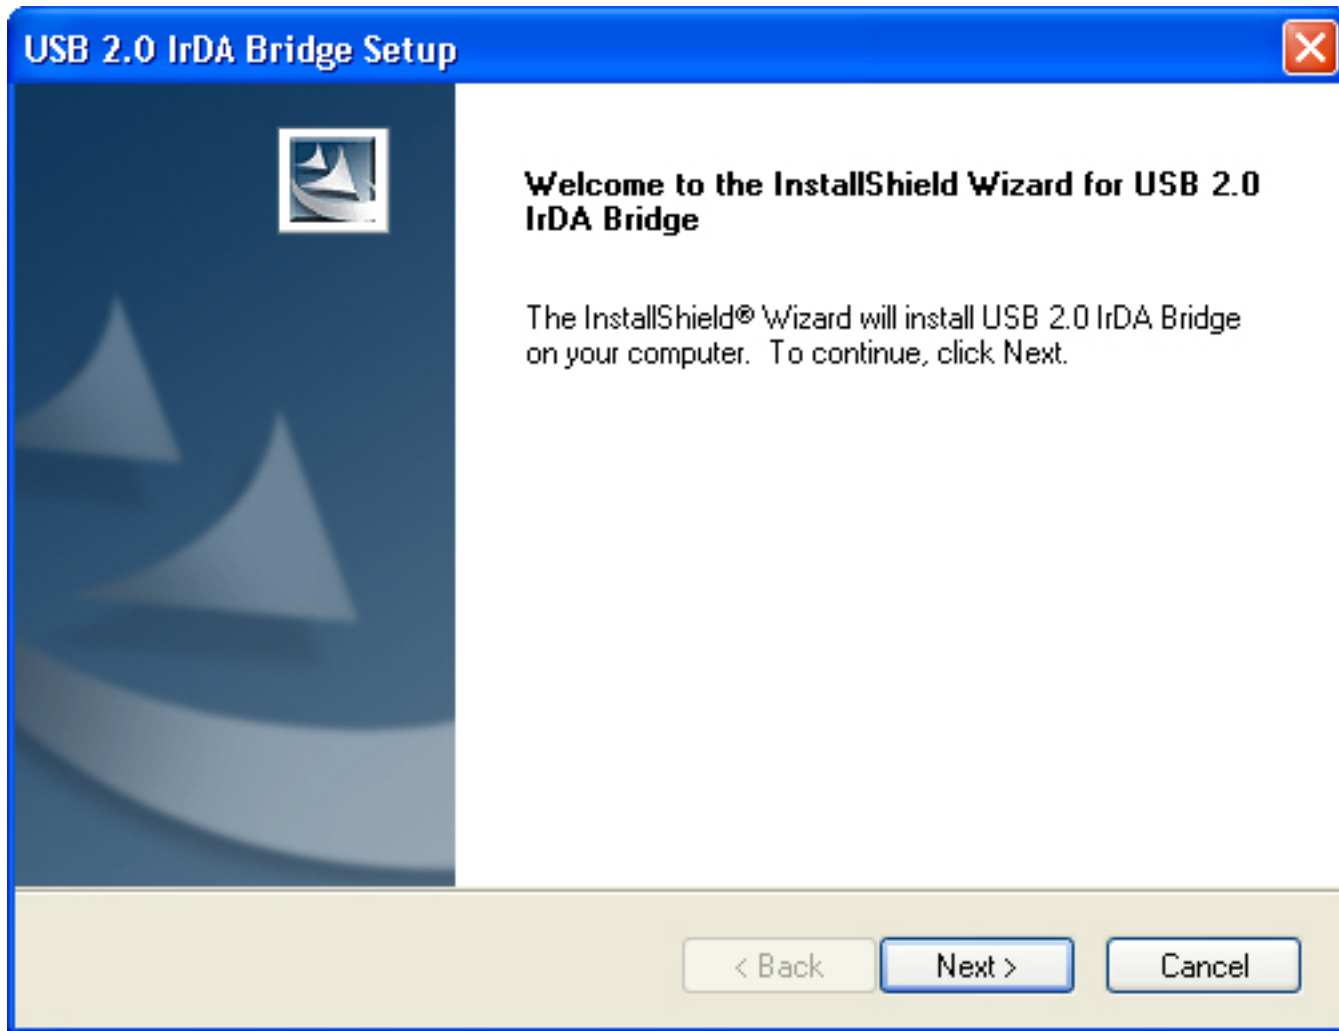 USB 2.0 IrDA Bridge Setup
Welcome to the InstallShield Wizard for USB 2.0
IrDA Bridge
The InstallShield® Wizard will install USB 2.0 IrDA Bridge
on your computer. To continue, click Next.
< Back
Next >
Cancel